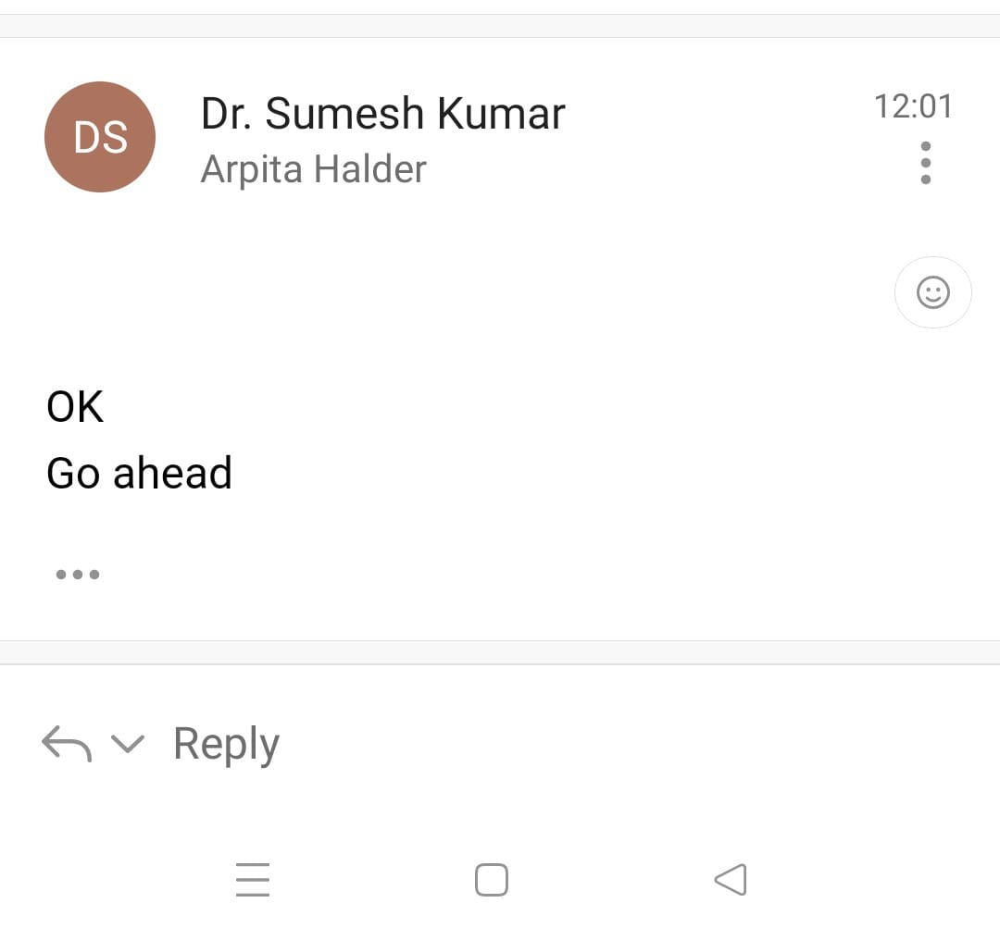 DS
Dr. Sumesh Kumar
12:01
Arpita Halder
OK
Go ahead
Reply